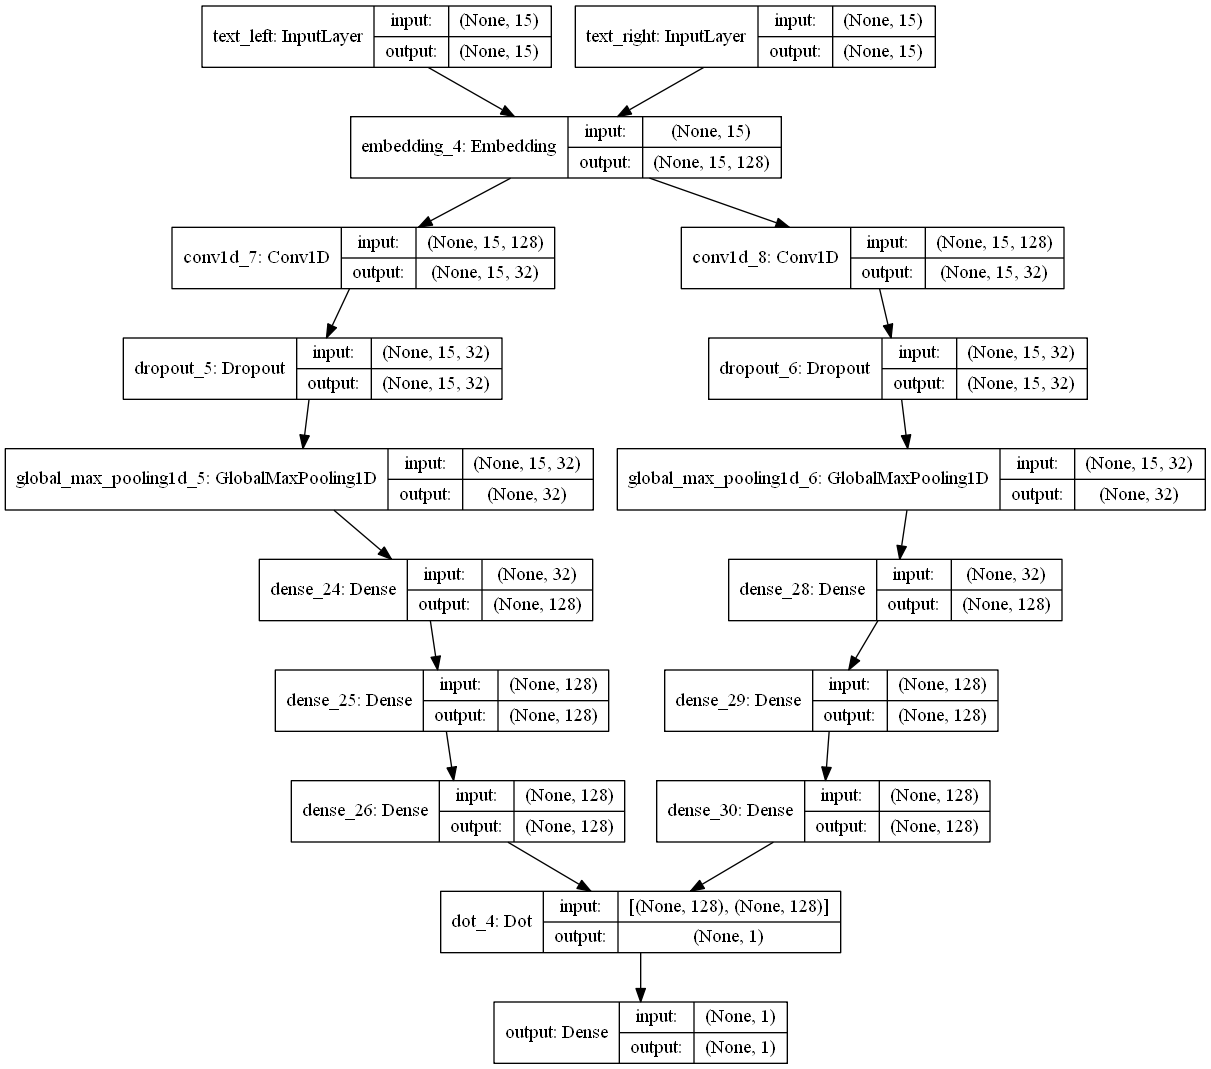 text_left: InputLayer
input: (None, 15)
output: (None, 15)
text_right: InputLayer
input: (None, 15)
output: (None, 15)
embedding_4: Embedding
input: (None, 15)
output: (None, 15, 128)
conv1d_7: Conv1D
input: (None, 15, 128)
output: (None, 15, 32)
conv1d_8: Conv1D
input: (None, 15, 128)
output: (None, 15, 32)
dropout_5: Dropout
input: (None, 15, 32)
output: (None, 15, 32)
dropout_6: Dropout
input: (None, 15, 32)
output: (None, 15, 32)
global_max_pooling1d_5: GlobalMaxPooling1D
input: (None, 15, 32)
output: (None, 32)
global_max_pooling1d_6: GlobalMaxPooling1D
input: (None, 15, 32)
output: (None, 32)
dense_24: Dense
input: (None, 32)
output: (None, 128)
dense_28: Dense
input: (None, 32)
output: (None, 128)
dense_25: Dense
input: (None, 128)
output: (None, 128)
dense_29: Dense
input: (None, 128)
output: (None, 128)
dense_26: Dense
input: (None, 128)
output: (None, 128)
dense_30: Dense
input: (None, 128)
output: (None, 128)
dot_4: Dot
input: [(None, 128), (None, 128)]
output: (None, 1)
output: Dense
input: (None, 1)
output: (None, 1)